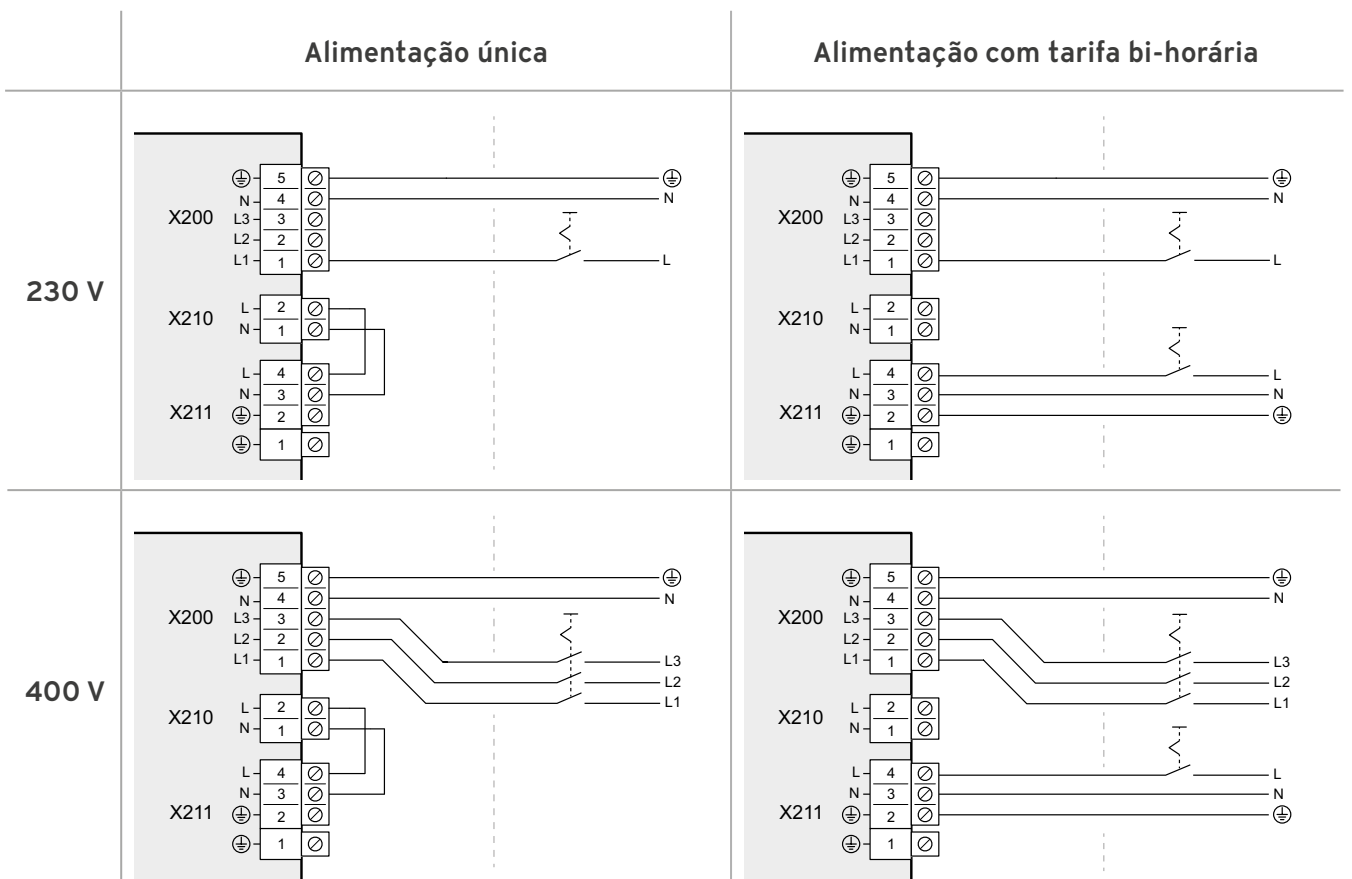 Alimentação única
Alimentação com tarifa bi-horária
230 V
X200
5
N 4 N
L3 3
L2 2
L1 1 L
X210
L 2
N 1
X211
L 4
N 3
2
1
X200
5
N 4 N
L3 3
L2 2
L1 1 L
X210
L 2
N 1
X211
L 4 L
N 3 N
2
1
400 V
X200
5
N 4 N
L3 3 L3
L2 2 L2
L1 1 L1
X210
L 2
N 1
X211
L 4
N 3
2
1
X200
5
N 4 N
L3 3 L3
L2 2 L2
L1 1 L1
X210
L 2
N 1
X211
L 4 L
N 3 N
2
1